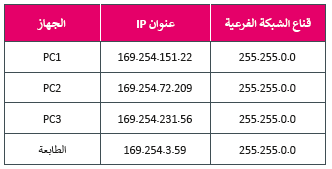 الجهاز عنوان IP قناع الشبكة الفرعية
PC1 169.254.151.22 255.255.0.0
PC2 169.254.72.209 255.255.0.0
PC3 169.254.231.56 255.255.0.0
الطابعة 169.254.3.59 255.255.0.0